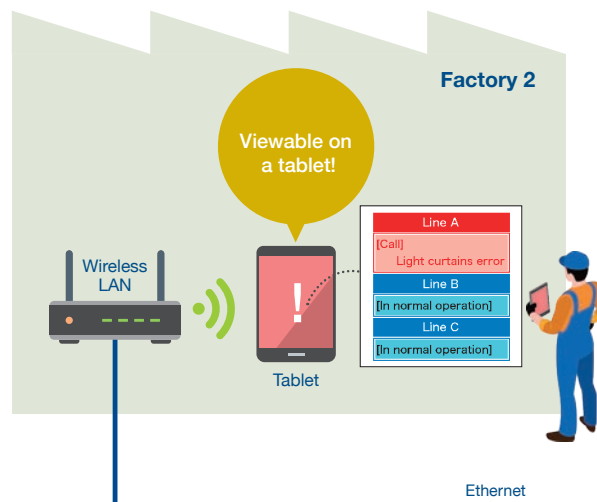 Factory 2
Viewable on
a tablet!
Wireless
LAN
!
Tablet
Line A
[Call]
Light curtains error
Line B
[In normal operation]
Line C
[In normal operation]
Ethernet